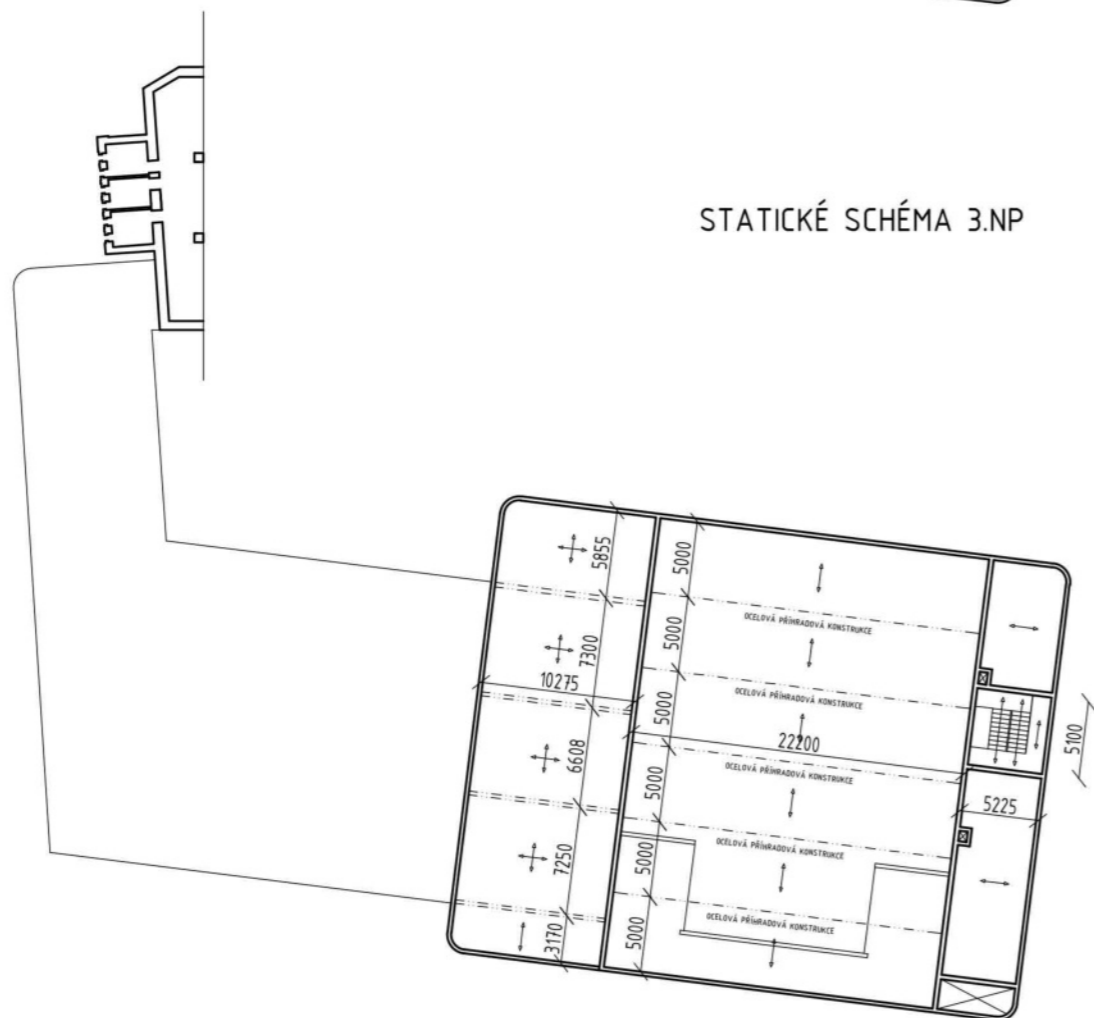 STATICKÉ SCHÉMA 3.NP
5855
5000
OCELOVÁ PŘÍHRADOVÁ KONSTRUKCE
7300
5000
10275
OCELOVÁ PŘÍHRADOVÁ KONSTRUKCE
5000
22200
5100
6608
OCELOVÁ PŘÍHRADOVÁ KONSTRUKCE
5000
5225
7250
OCELOVÁ PŘÍHRADOVÁ KONSTRUKCE
5000
3170
OCELOVÁ PŘÍHRADOVÁ KONSTRUKCE
5000